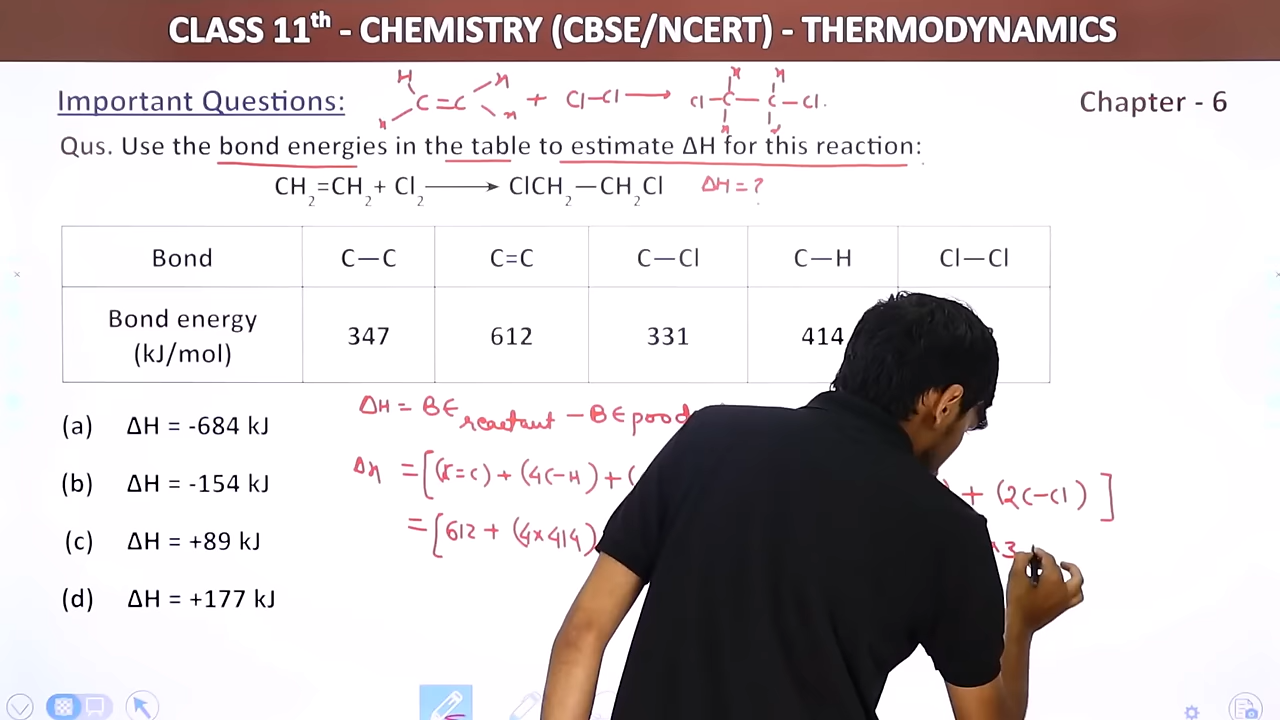 CLASS 11th - CHEMISTRY (CBSE/NCERT) - THERMODYNAMICS
Important Questions:
H
C=C + Cl-Cl → Cl-C-C-Cl.
Chapter - 6
Qus. Use the bond energies in the table to estimate ΔH for this reaction:
CH2=CH2 + Cl2 → ClCH2—CH2Cl ΔH = ?
Bond C—C C=C C—Cl C—H Cl—Cl
Bond energy (kJ/mol) 347 612 331 414
ΔH = BE reactant - BE
(a) ΔH = -684 kJ
(b) ΔH = -154 kJ
(c) ΔH = +89 kJ
(d) ΔH = +177 kJ
=[(C=C) + (4C-H) + ( + (2C-Cl)]
=[612 + (4×414)